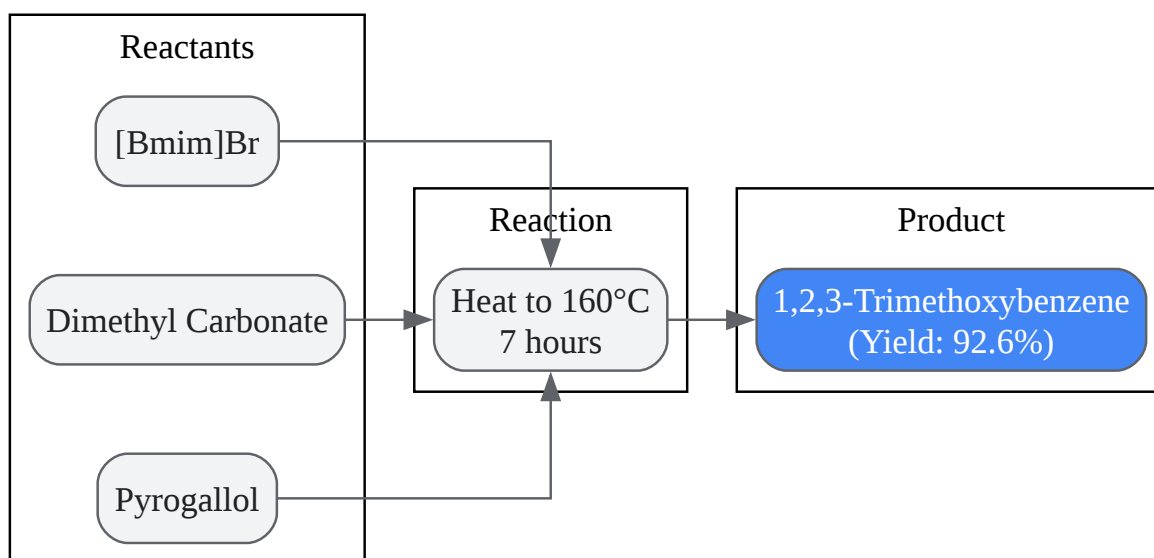 Reactants
[Bmim]Br
Dimethyl Carbonate
Pyrogallol
Reaction
Heat to 160°C
7 hours
Product
1,2,3-Trimethoxybenzene
(Yield: 92.6%)